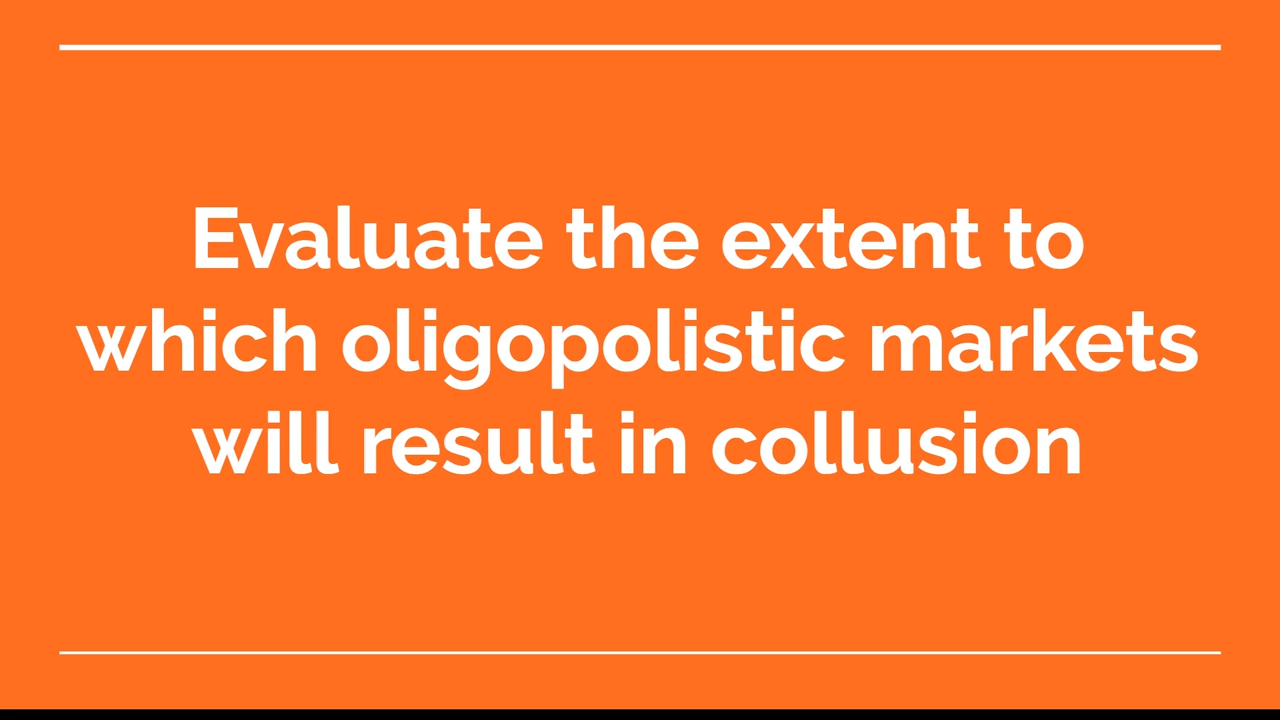 Evaluate the extent to
which oligopolistic markets
will result in collusion